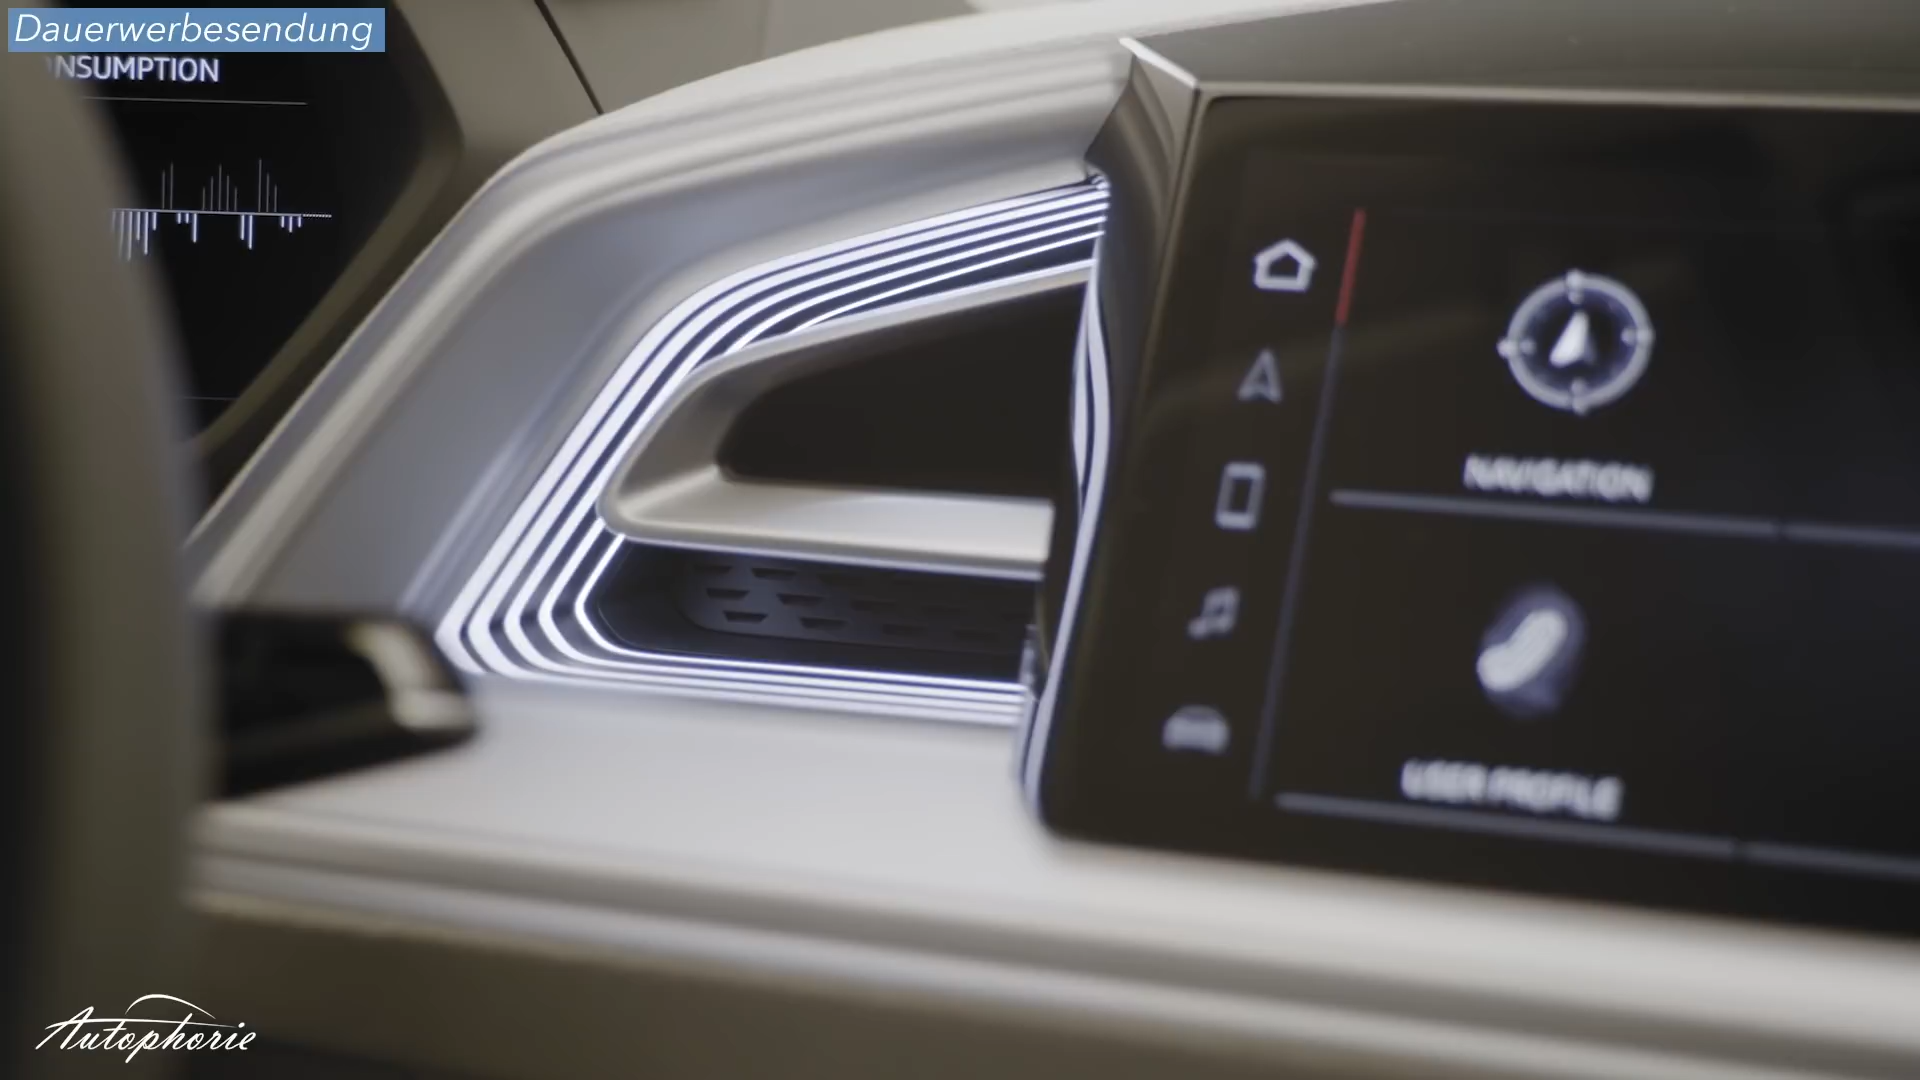 Dauerwerbesendung
NSUMPTION
NAVIGATION
USER PROFILE
Autophorie